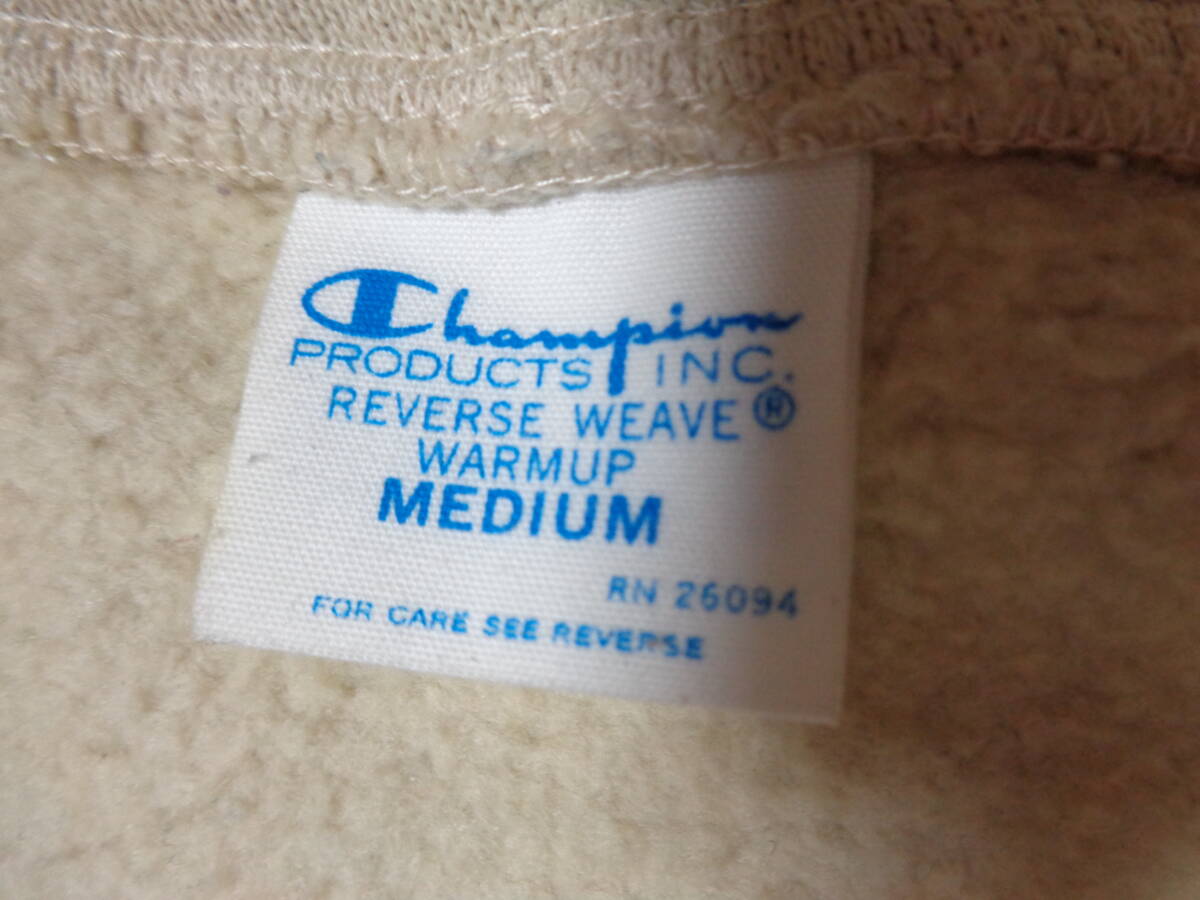 Champion
PRODUCTS INC.
REVERSE WEAVE®
WARMUP
MEDIUM
RN 26094
FOR CARE SEE REVERSE